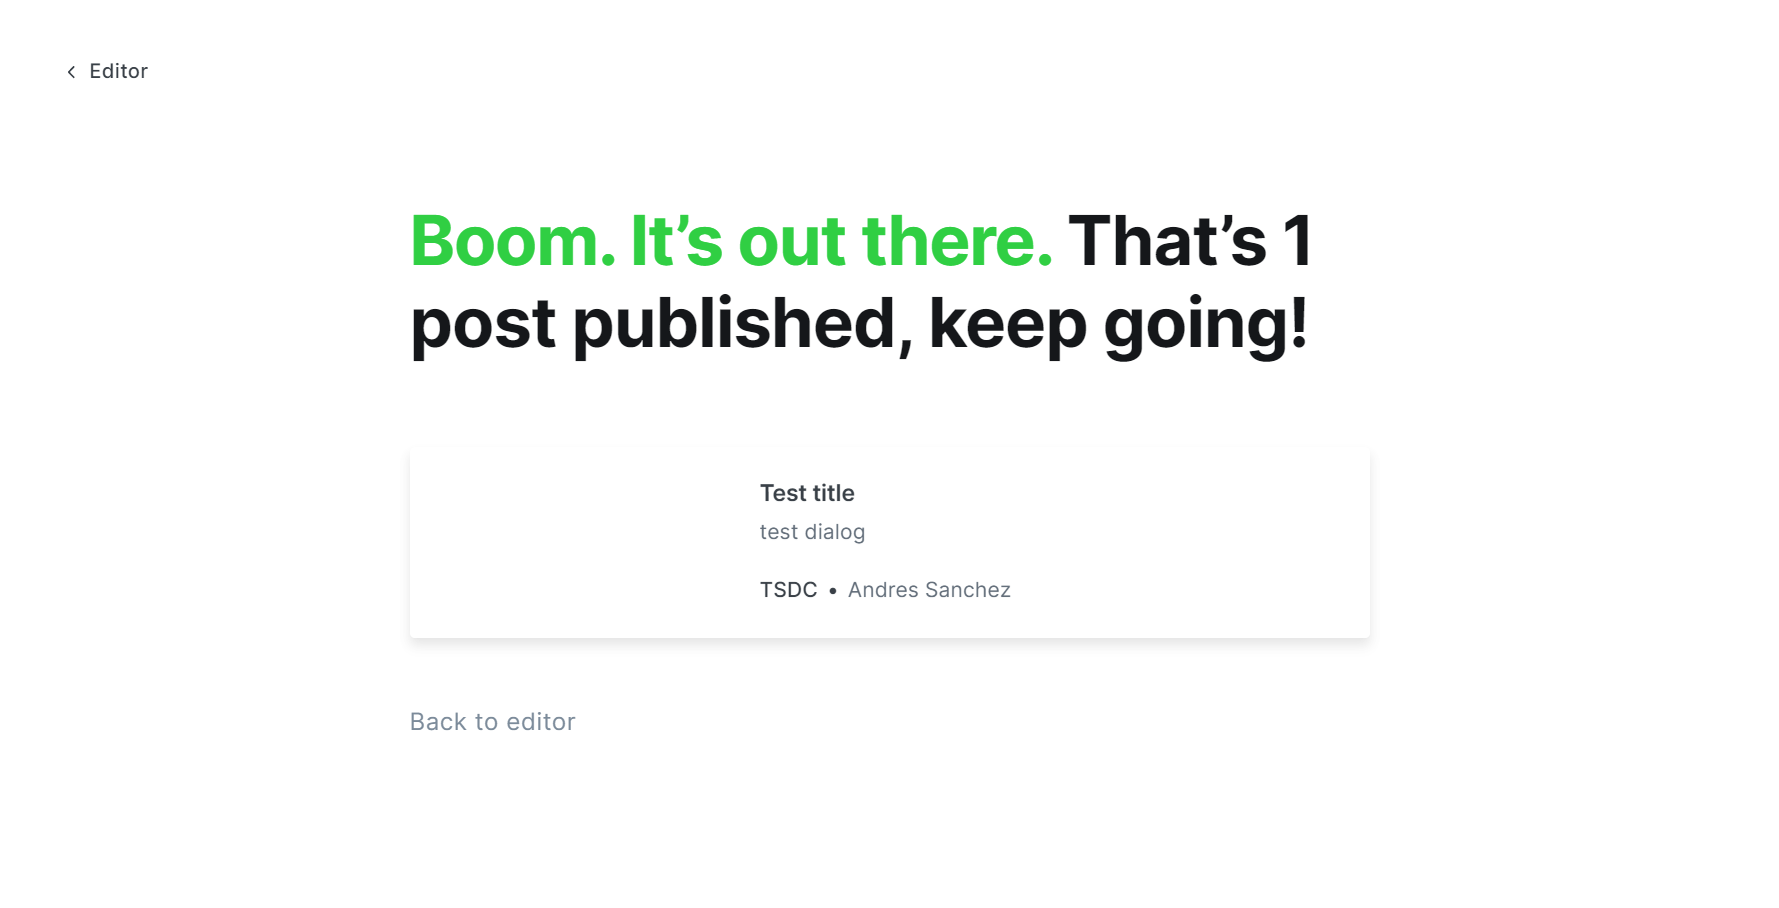 Editor
Boom. It’s out there. That’s 1
post published, keep going!
Test title
test dialog
TSDC • Andres Sanchez
Back to editor